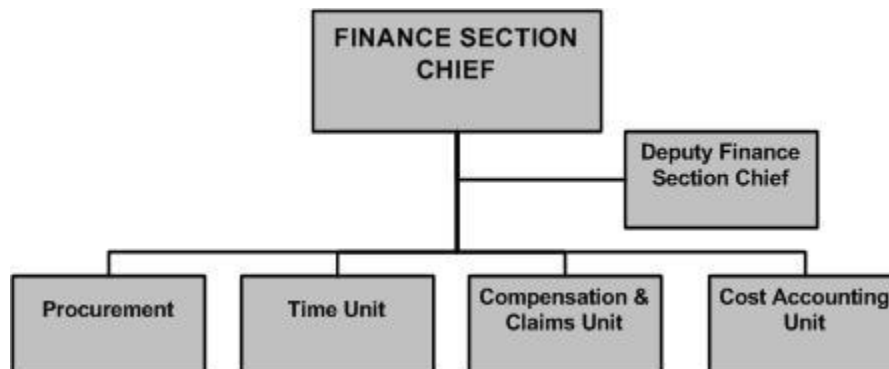 FINANCE SECTION
CHIEF
Deputy Finance
Section Chief
Procurement
Time Unit
Compensation &
Claims Unit
Cost Accounting
Unit